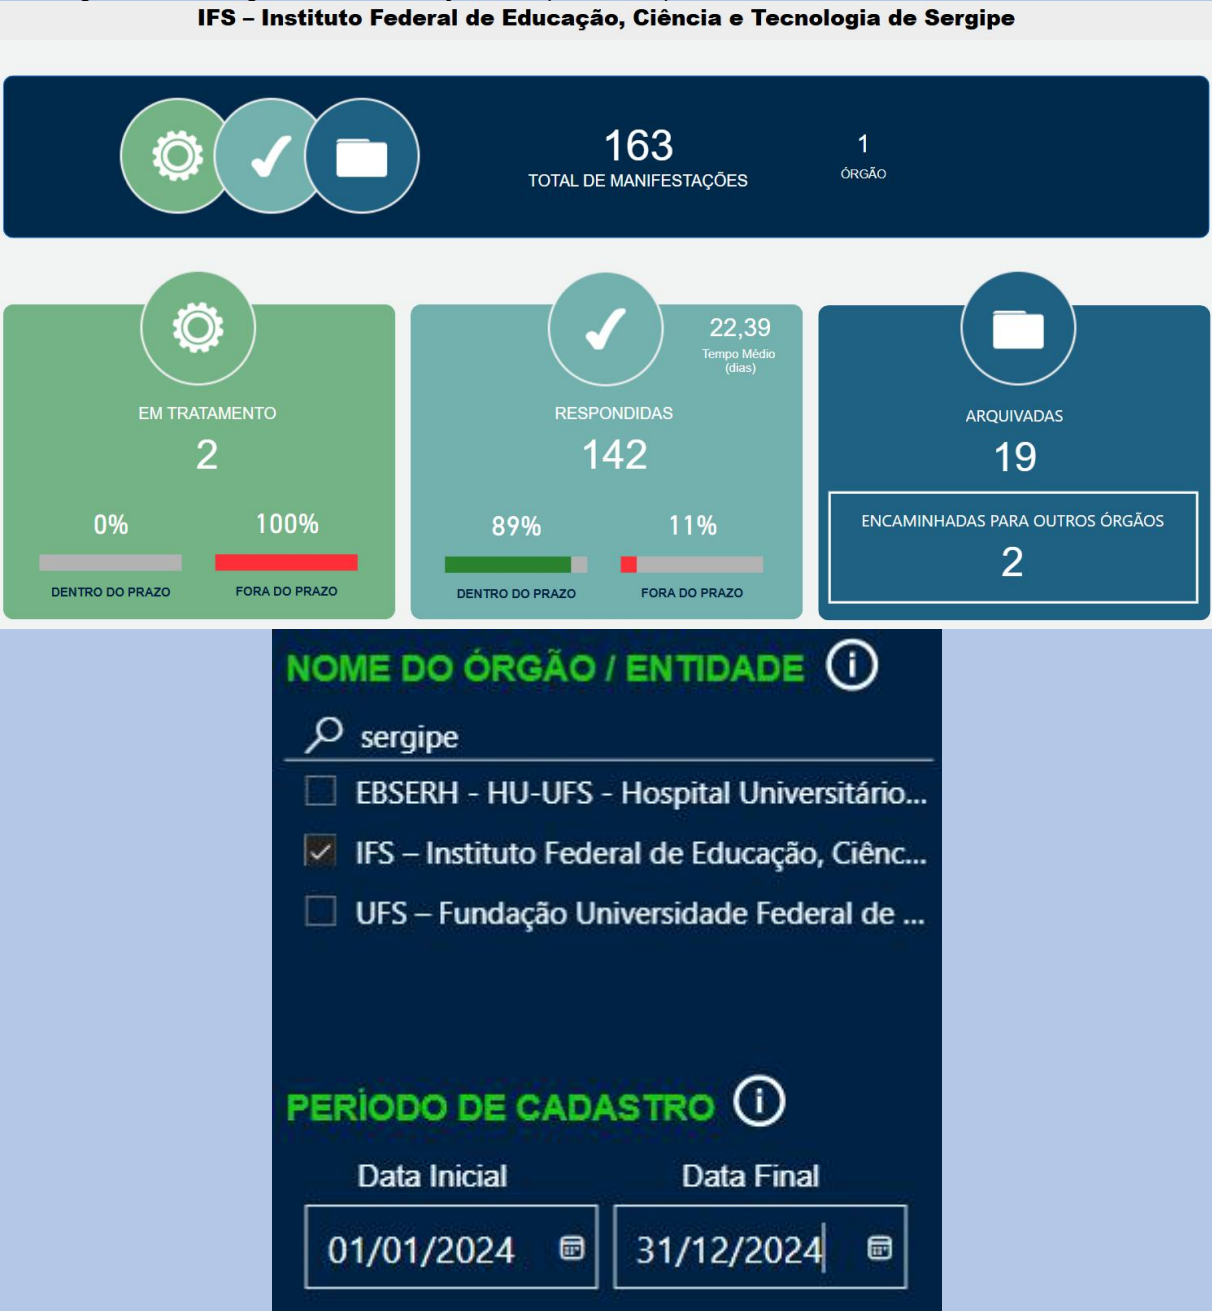 IFS – Instituto Federal de Educação, Ciência e Tecnologia de Sergipe
163
TOTAL DE MANIFESTAÇÕES
1
ÓRGÃO
EM TRATAMENTO
2
0%
DENTRO DO PRAZO
100%
FORA DO PRAZO
22,39
Tempo Médio
(dias)
RESPONDIDAS
142
89%
DENTRO DO PRAZO
11%
FORA DO PRAZO
ARQUIVADAS
19
ENCAMINHADAS PARA OUTROS ÓRGÃOS
2
NOME DO ÓRGÃO / ENTIDADE
sergipe
EBSERH - HU-UFS - Hospital Universitário...
IFS – Instituto Federal de Educação, Ciênc...
UFS – Fundação Universidade Federal de ...
PERÍODO DE CADASTRO
Data Inicial
Data Final
01/01/2024
31/12/2024